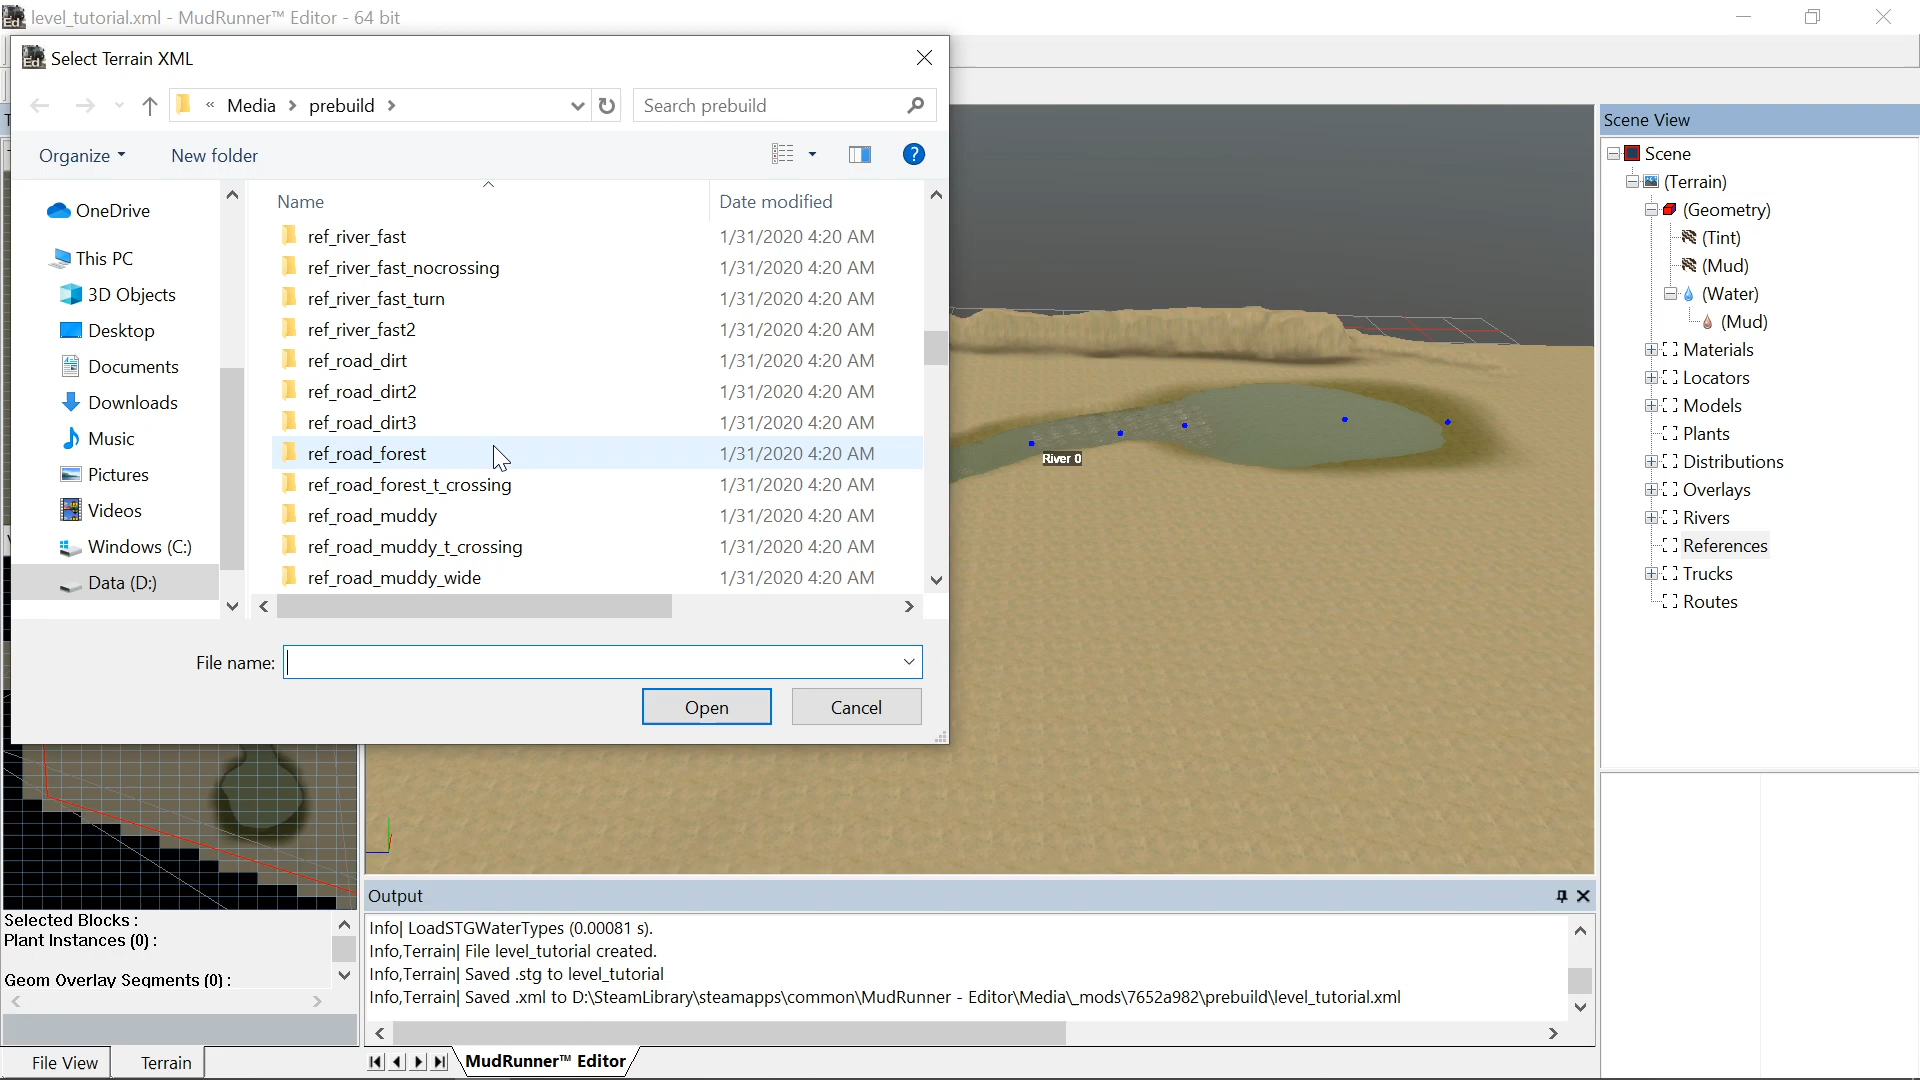 level_tutorial.xml - MudRunner™ Editor - 64 bit
Select Terrain XML
« Media > prebuild >
Search prebuild
Organize
New folder
?
OneDrive
This PC
3D Objects
Desktop
Documents
Downloads
Music
Pictures
Videos
Windows (C:)
Data (D:)
Name Date modified
ref_river_fast 1/31/2020 4:20 AM
ref_river_fast_nocrossing 1/31/2020 4:20 AM
ref_river_fast_turn 1/31/2020 4:20 AM
ref_river_fast2 1/31/2020 4:20 AM
ref_road_dirt 1/31/2020 4:20 AM
ref_road_dirt2 1/31/2020 4:20 AM
ref_road_dirt3 1/31/2020 4:20 AM
ref_road_forest 1/31/2020 4:20 AM
ref_road_forest_t_crossing 1/31/2020 4:20 AM
ref_road_muddy 1/31/2020 4:20 AM
ref_road_muddy_t_crossing 1/31/2020 4:20 AM
ref_road_muddy_wide 1/31/2020 4:20 AM
File name:
Open
Cancel
River 0
Scene View
Scene
(Terrain)
(Geometry)
(Tint)
(Mud)
(Water)
(Mud)
Materials
Locators
Models
Plants
Distributions
Overlays
Rivers
References
Trucks
Routes
Selected Blocks :
Plant Instances (0) :
Geom Overlay Segments (0) :
File View
Terrain
Output
Info| LoadSTGWaterTypes (0.00081 s).
Info,Terrain| File level_tutorial created.
Info,Terrain| Saved .stg to level_tutorial
Info,Terrain| Saved .xml to D:\SteamLibrary\steamapps\common\MudRunner - Editor\Media\_mods\7652a982\prebuild\level_tutorial.xml
MudRunner™ Editor